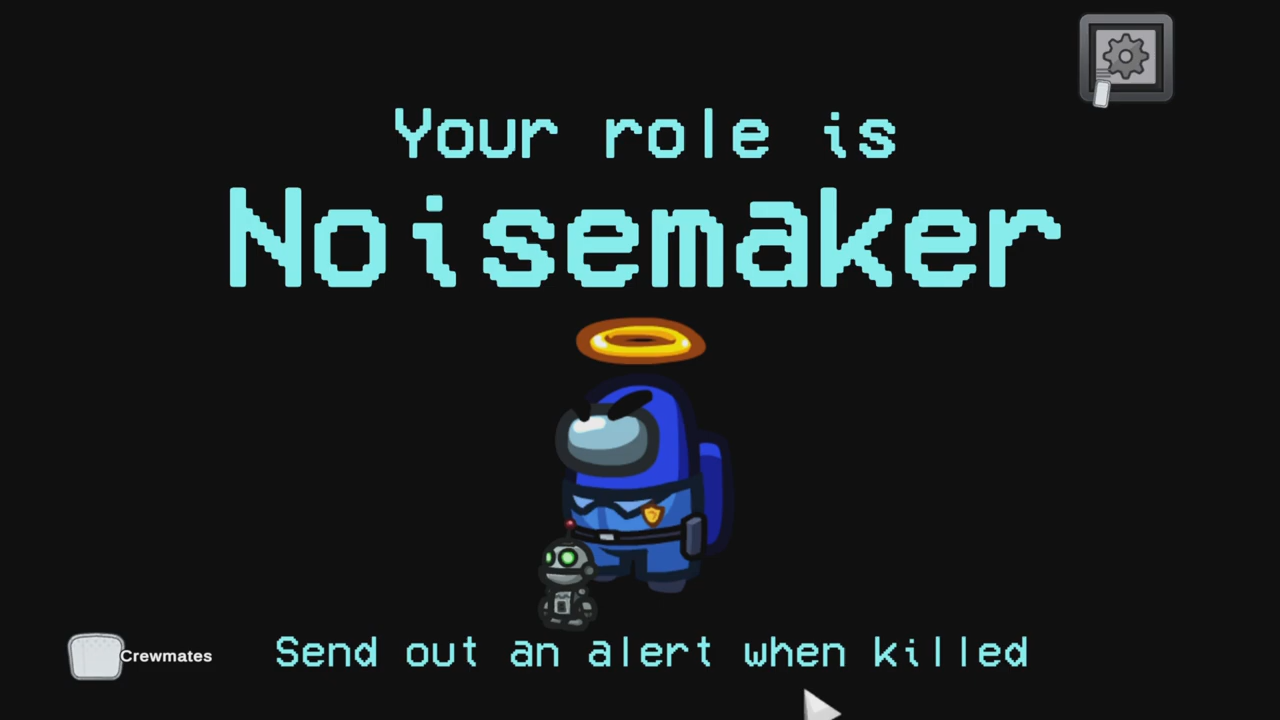 Your role is
Noisemaker
Crewmates
Send out an alert when killed